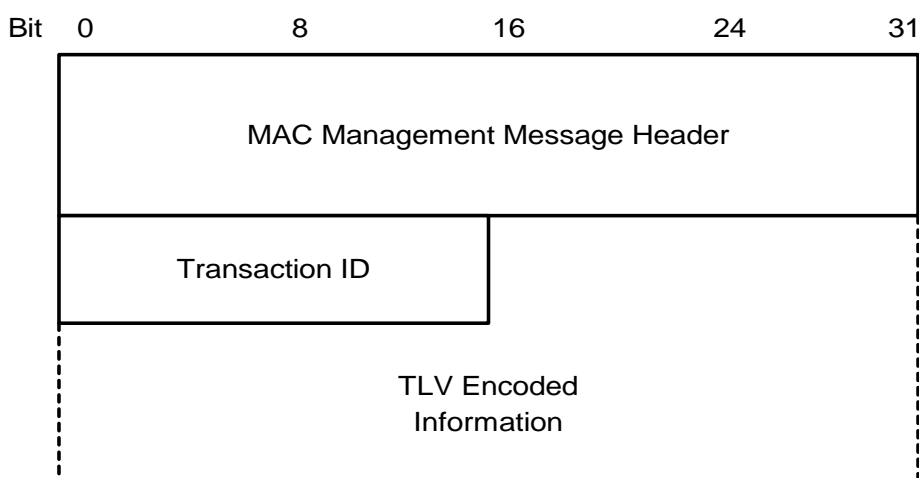 Bit 0 8 16 24 31
MAC Management Message Header
Transaction ID
TLV Encoded
Information